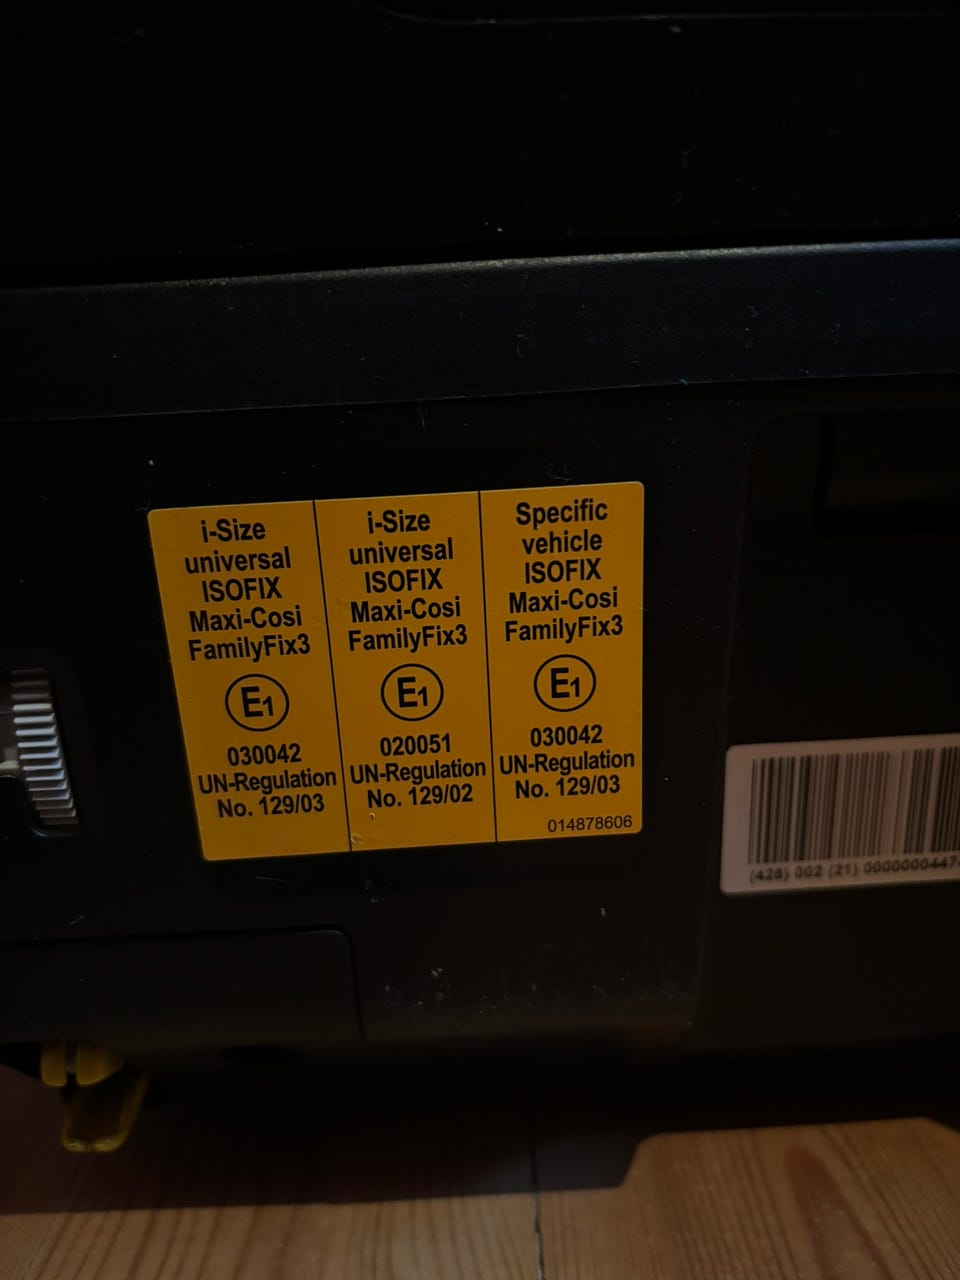 i-Size
universal
ISOFIX
Maxi-Cosi
FamilyFix3
E1
030042
UN-Regulation
No. 129/03
i-Size
universal
ISOFIX
Maxi-Cosi
FamilyFix3
E1
020051
UN-Regulation
No. 129/02
Specific
vehicle
ISOFIX
Maxi-Cosi
FamilyFix3
E1
030042
UN-Regulation
No. 129/03
014878606
002 (21)